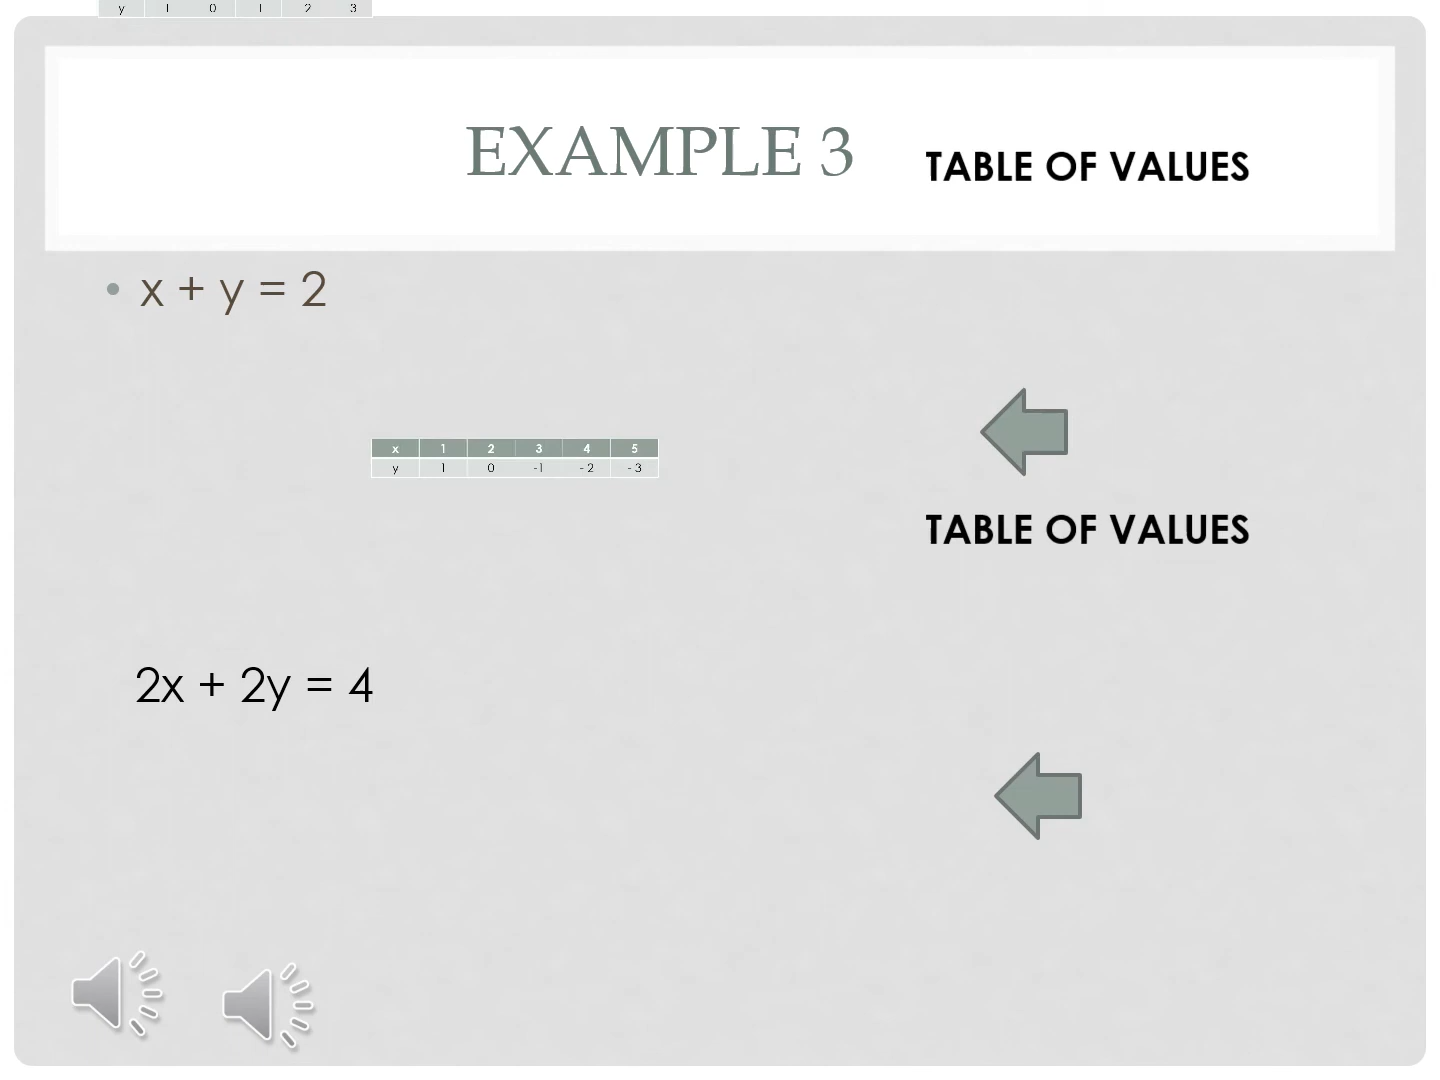 y 1 0 1 2 3
EXAMPLE 3
TABLE OF VALUES
• x + y = 2
x 1 2 3 4 5
y 1 0 -1 - 2 - 3
TABLE OF VALUES
2x + 2y = 4